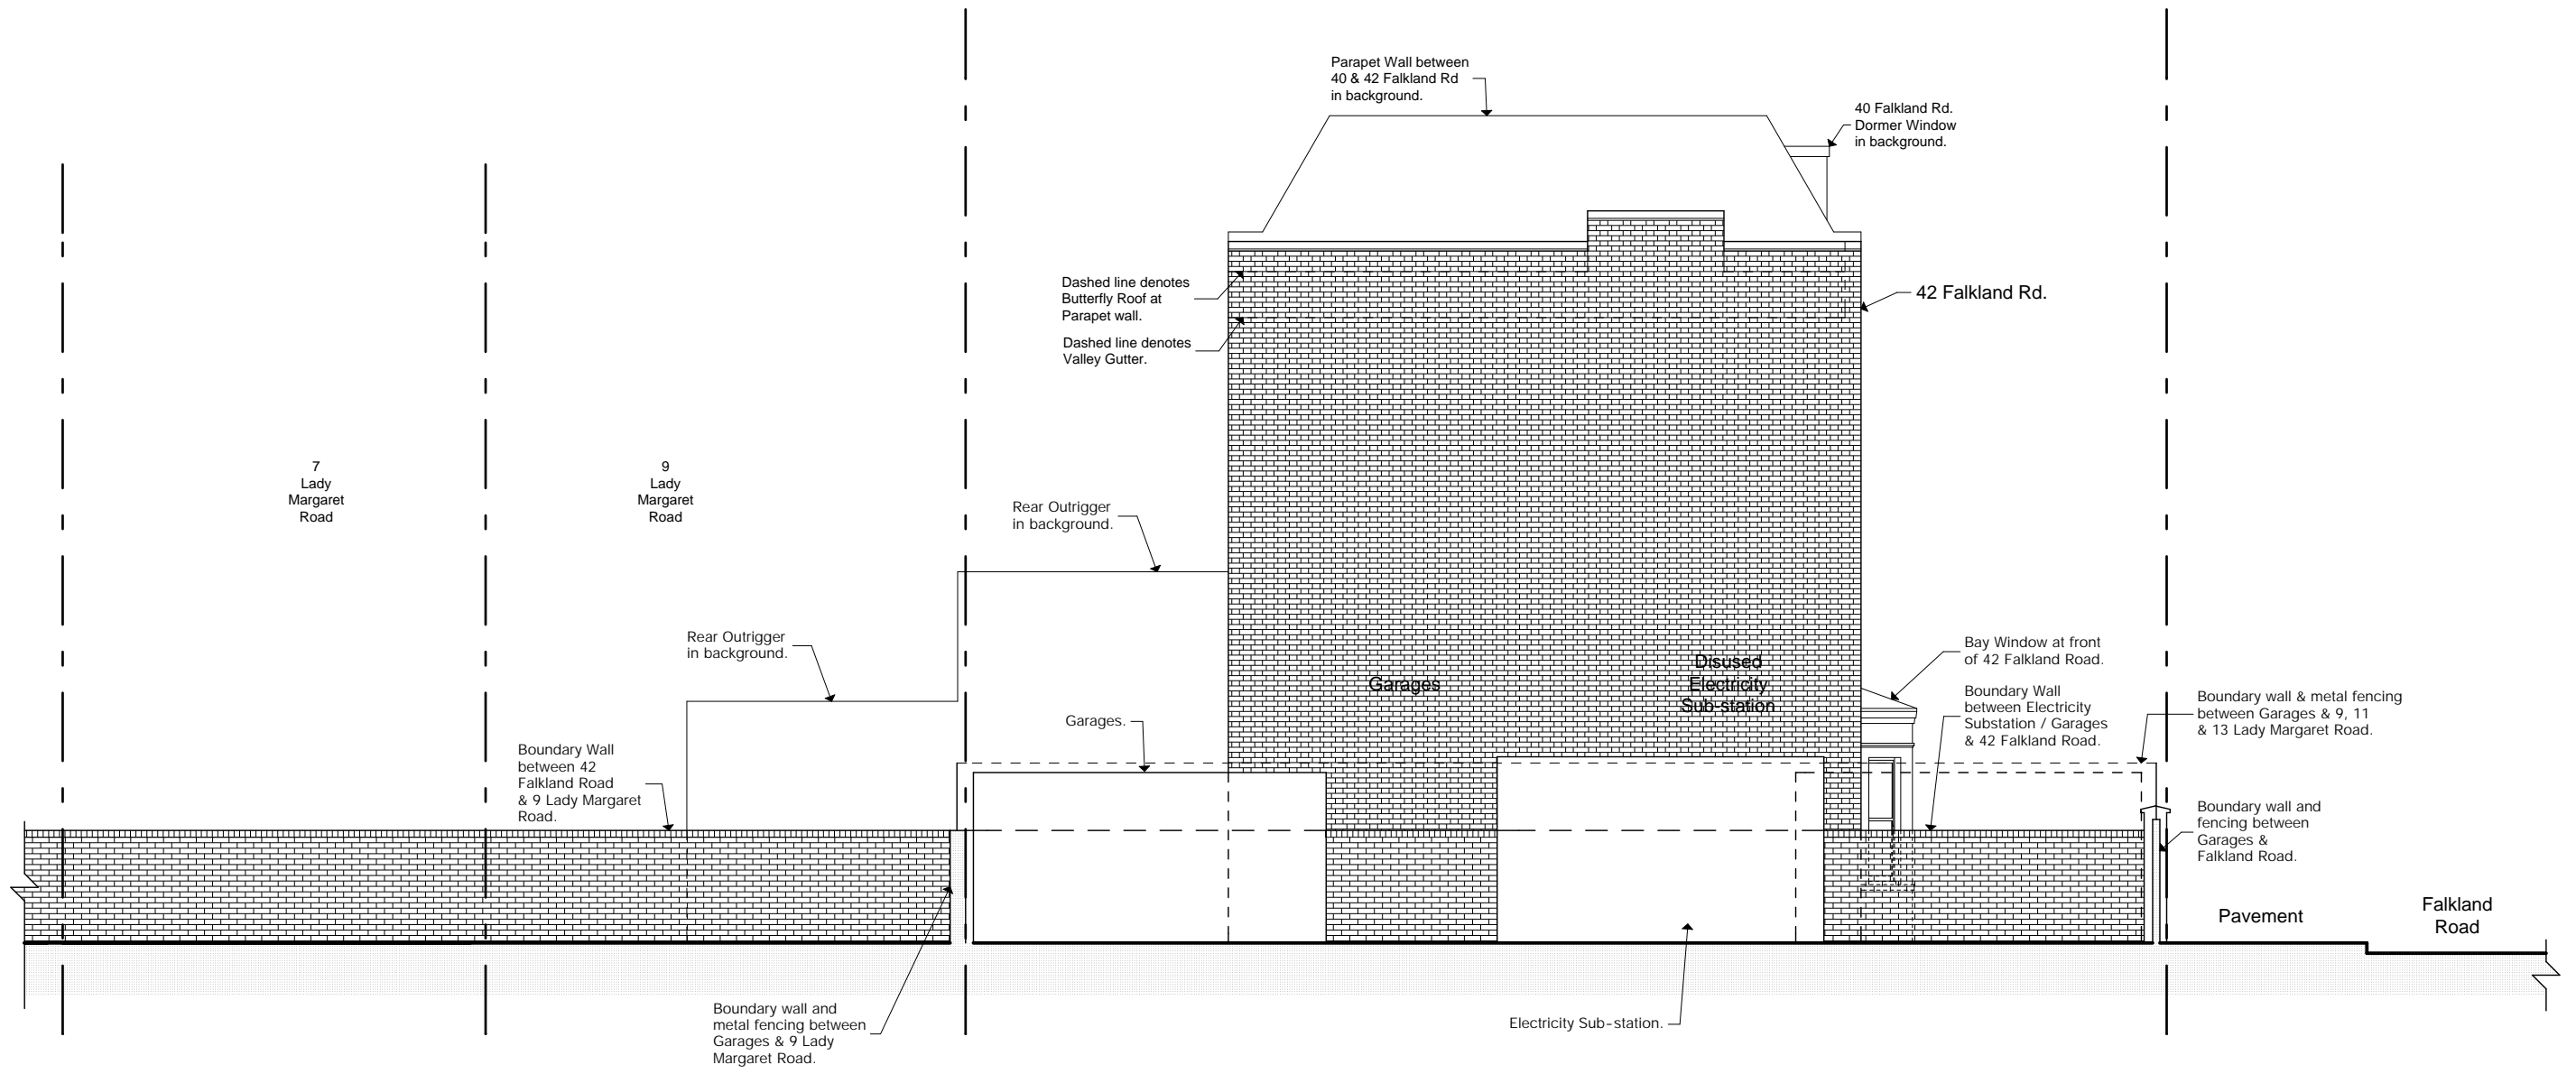 Parapet Wall between
40 & 42 Falkland Rd
in background.
40 Falkland Rd.
Dormer Window
in background.
Dashed line denotes
Butterfly Roof at
Parapet wall.
42 Falkland Rd.
Dashed line denotes
Valley Gutter.
7
Lady
Margaret
Road
9
Lady
Margaret
Road
Rear Outrigger
in background.
Rear Outrigger
in background.
Garages.
Garages
Disused
Electricity
Sub-station
Bay Window at front
of 42 Falkland Road.
Boundary Wall
between Electricity
Substation / Garages
& 42 Falkland Road.
Boundary wall & metal fencing
between Garages & 9, 11
& 13 Lady Margaret Road.
Boundary Wall
between 42
Falkland Road
& 9 Lady Margaret
Road.
Boundary wall and
fencing between
Garages &
Falkland Road.
Pavement
Falkland
Road
Boundary wall and
metal fencing between
Garages & 9 Lady
Margaret Road.
Electricity Sub-station.